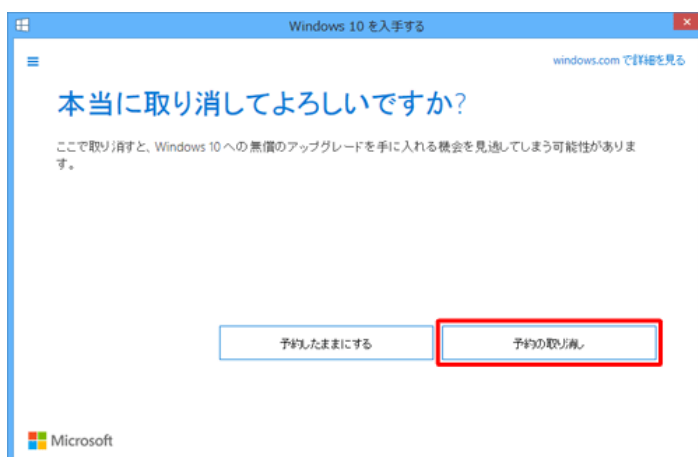 Windows 10 を入手する
windows.com で詳細を見る
本当に取り消してよろしいですか?
ここで取り消すと、Windows 10 への無償のアップグレードを手に入れる機会を見逃してしまう可能性がありま
す。
予約したままにする
予約の取り消し
Microsoft